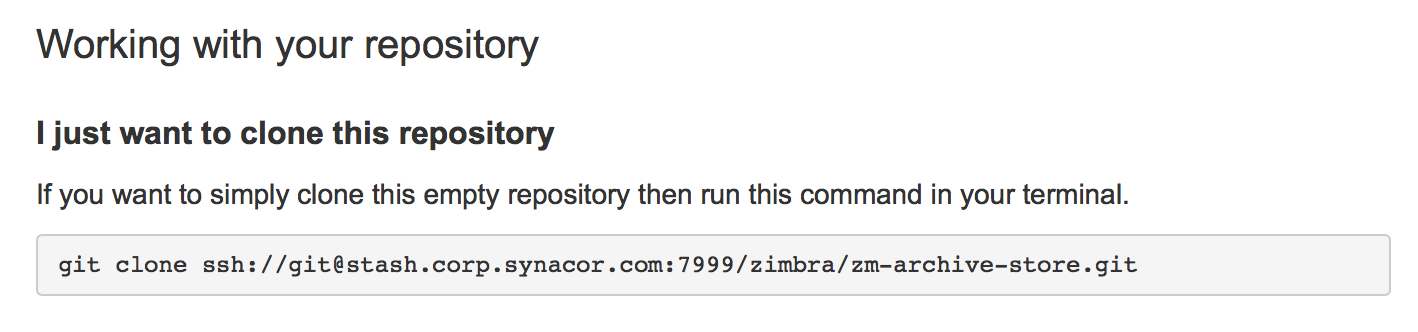 Working with your repository
I just want to clone this repository
If you want to simply clone this empty repository then run this command in your terminal.
git clone ssh://git@stash.corp.synacor.com:7999/zimbra/zm-archive-store.git